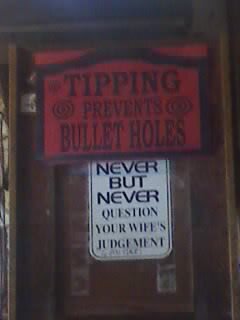 TIPPING
PREVENTS
BULLET HOLES
NEVER
BUT
NEVER
QUESTION
YOUR WIFE'S
JUDGEMENT